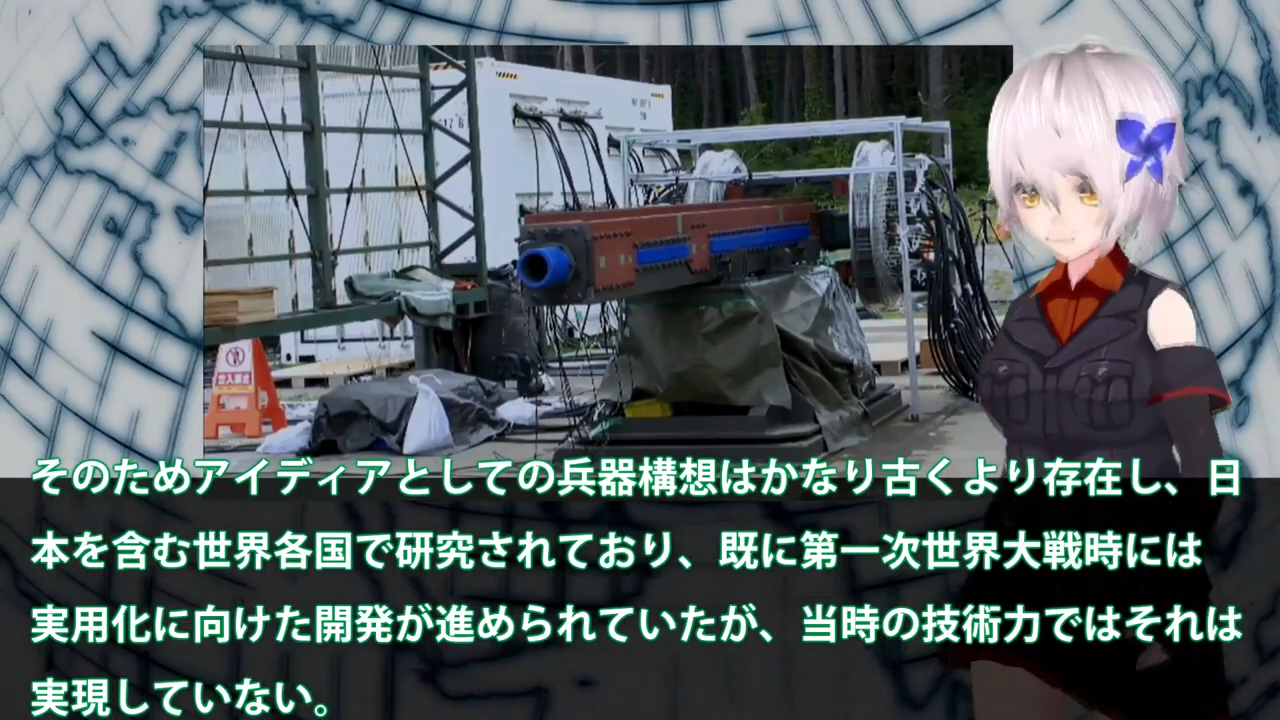 立入禁止
そのためアイディアとしての兵器構想はかなり古くより存在し、日
本を含む世界各国で研究されており、既に第一次世界大戦時には
実用化に向けた開発が進められていたが、当時の技術力ではそれは
実現していない。